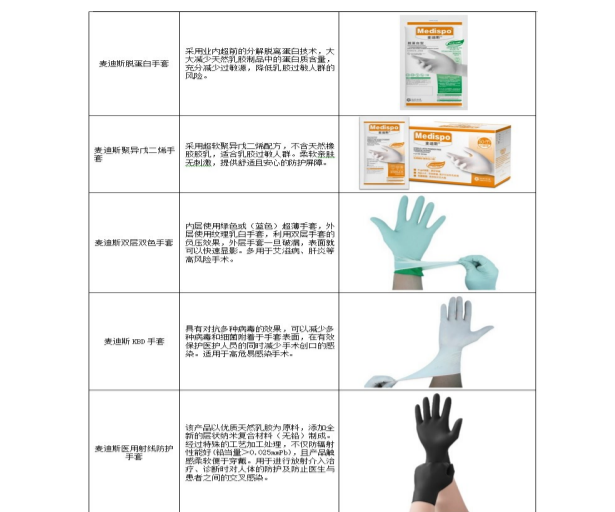 麦迪斯脱蛋白手套
采用业内超前的分解脱离蛋白技术，大
大减少天然乳胶制品中的蛋白质含量，
充分减少过敏源，降低乳胶过敏人群的
风险。
Medispo
麦迪斯手
套
麦迪斯聚异戊二烯手
套
采用超软聚异戊二烯配方，不含天然橡
胶胶乳，适合乳胶过敏人群。柔软亲肤
无刺激，提供舒适且安心的防护屏障。
Medispo
Medispo
麦迪斯双层双色手套
内层使用绿色或（蓝色）超薄手套，外
层使用纹理乳白手套，利用双层手套的
负压效果，外层手套一旦破漏，表面就
可以快速显影。多用于艾滋病、肝炎等
高风险手术。
麦迪斯 KBD 手套
具有对抗多种病毒的效果，可以减少多
种病毒和细菌附着于手套表面，在有效
保护医护人员的同时减少手术创口的感
染。适用于高危易感染手术。
麦迪斯医用射线防护
手套
该产品以优质天然乳胶为原料，添加全
新的层状纳米复合材料（无铅）制成。
经过特殊的工艺加工处理，不仅防辐射
性能好(铅当量>0.025mmPb)，且产品触
感柔软便于穿戴。用于进行放射介入治
疗、诊断时对人体的防护及防止医生与
患者之间的交叉感染。